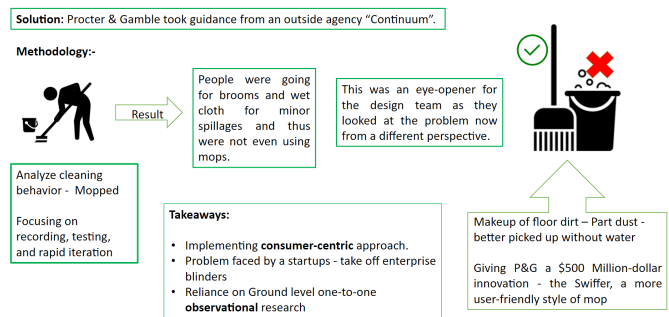 Solution: Procter & Gamble took guidance from an outside agency “Continuum”.
Methodology:-
Result
People were going
for brooms and wet
cloth for minor
spillages and thus
were not even using
mops.
This was an eye-opener for
the design team as they
looked at the problem now
from a different perspective.
Analyze cleaning
behavior - Mopped
Focusing on
recording, testing,
and rapid iteration
Takeaways:
• Implementing consumer-centric approach.
• Problem faced by a startups - take off enterprise
blinders
• Reliance on Ground level one-to-one
observational research
Makeup of floor dirt – Part dust -
better picked up without water
Giving P&G a $500 Million-dollar
innovation - the Swiffer, a more
user-friendly style of mop